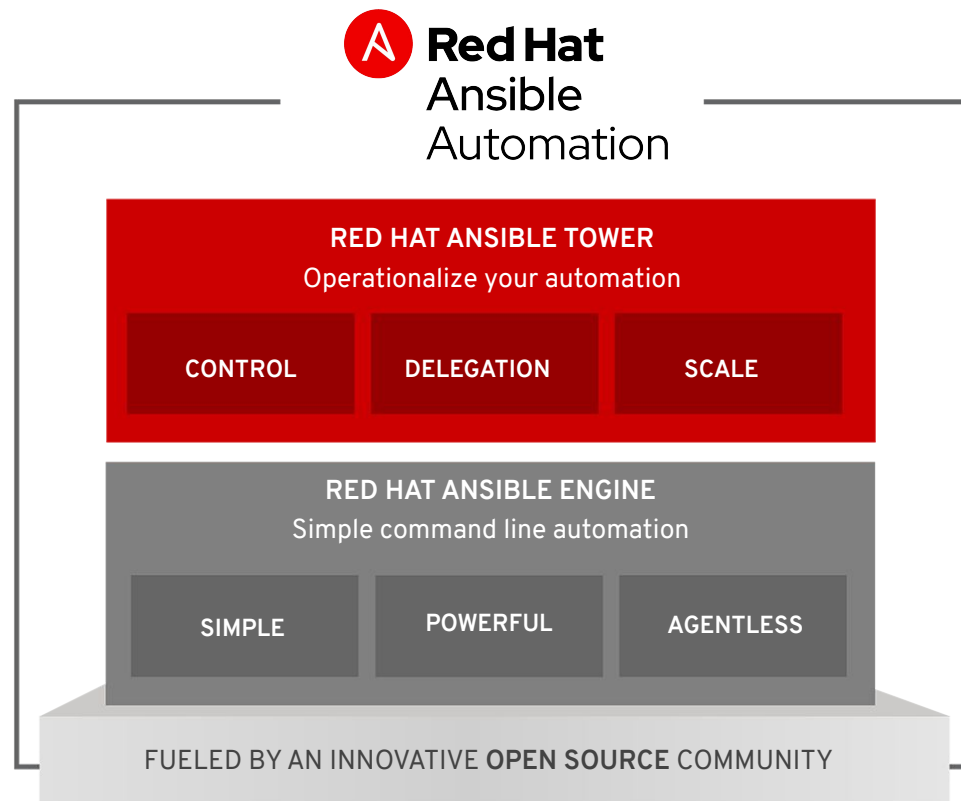 Red Hat
Ansible
Automation
RED HAT ANSIBLE TOWER
Operationalize your automation
CONTROL
DELEGATION
SCALE
RED HAT ANSIBLE ENGINE
Simple command line automation
SIMPLE
POWERFUL
AGENTLESS
FUELED BY AN INNOVATIVE OPEN SOURCE COMMUNITY